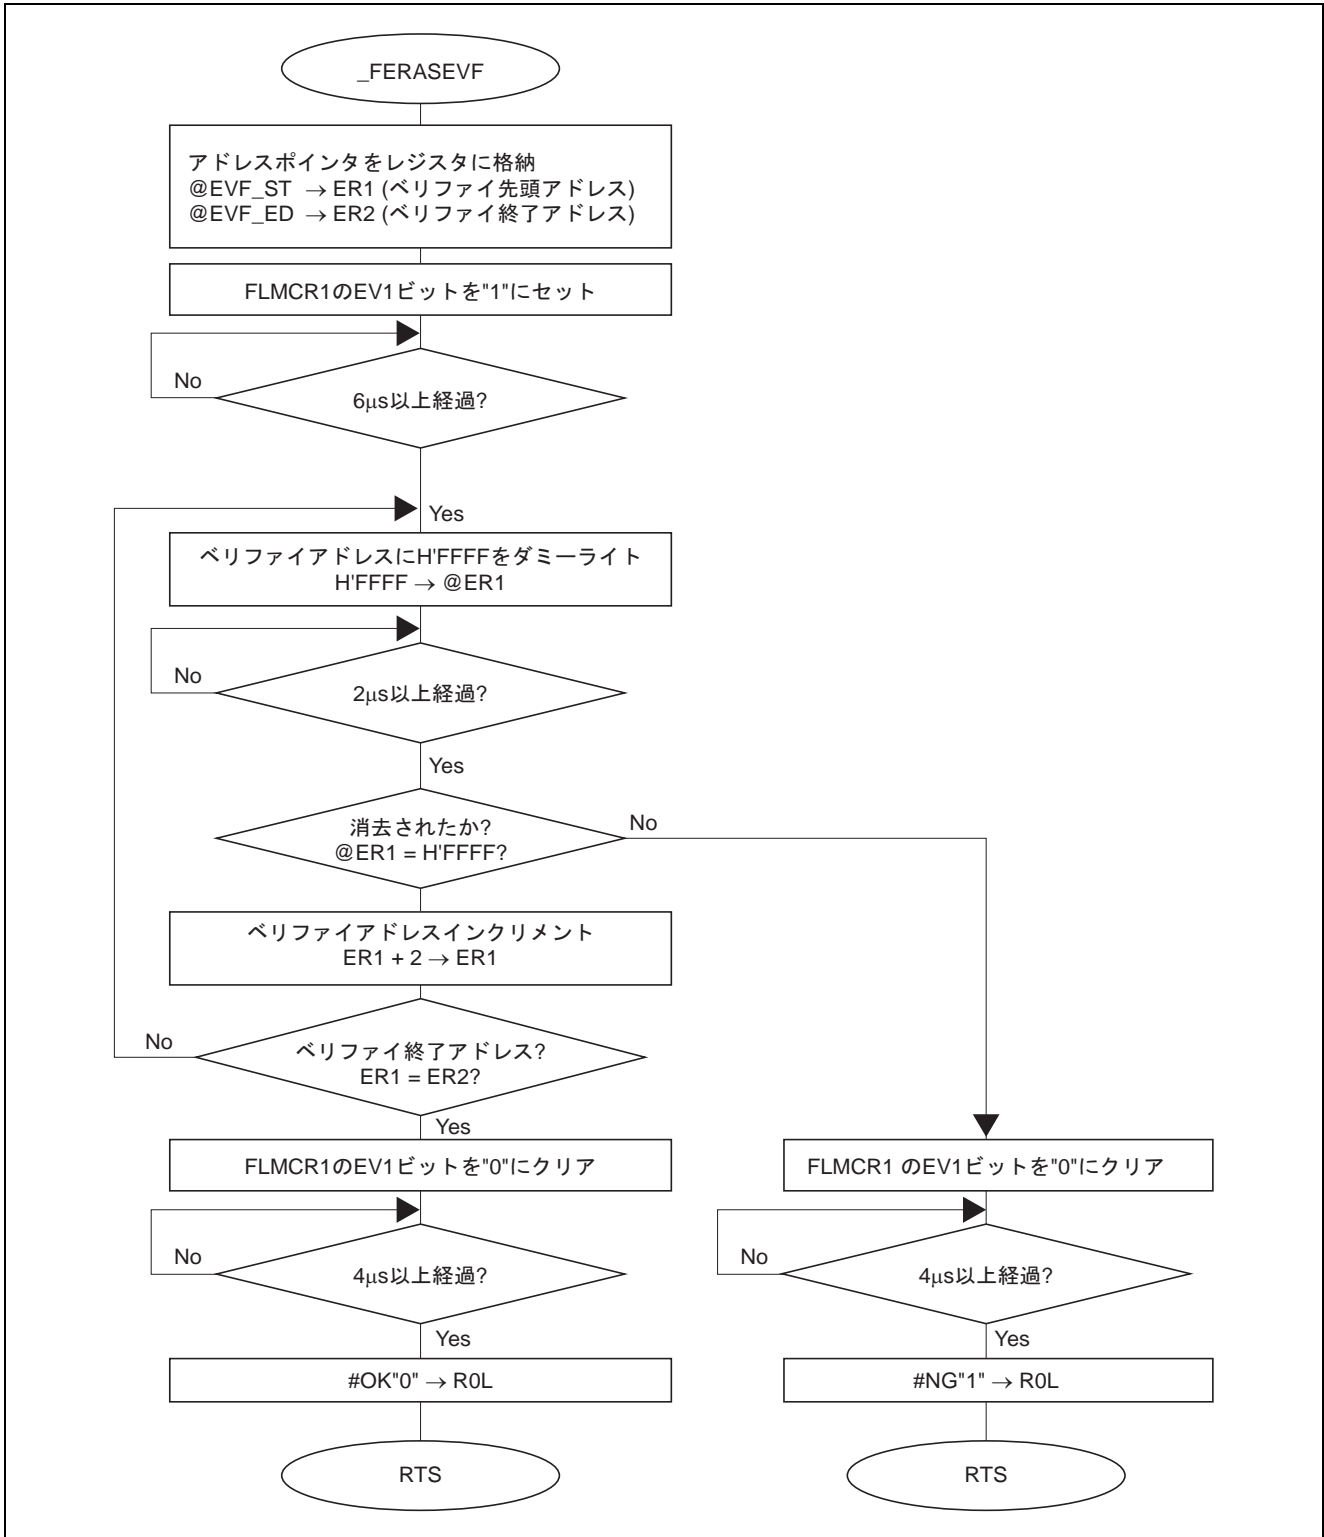 _FERASEVF
アドレスポインタをレジスタに格納
@EVF_ST → ER1 (ベリファイ先頭アドレス)
@EVF_ED → ER2 (ベリファイ終了アドレス)
FLMCR1のEV1ビットを"1"にセット
No
6μs以上経過?
Yes
ベリファイアドレスにH'FFFFをダミーライト
H'FFFF → @ER1
No
2μs以上経過?
Yes
消去されたか?
@ER1 = H'FFFF?
No
ベリファイアドレスインクリメント
ER1 + 2 → ER1
No
ベリファイ終了アドレス?
ER1 = ER2?
Yes
FLMCR1のEV1ビットを"0"にクリア
No
4μs以上経過?
Yes
#OK"0" → R0L
RTS
FLMCR1 のEV1ビットを"0"にクリア
No
4μs以上経過?
Yes
#NG"1" → R0L
RTS